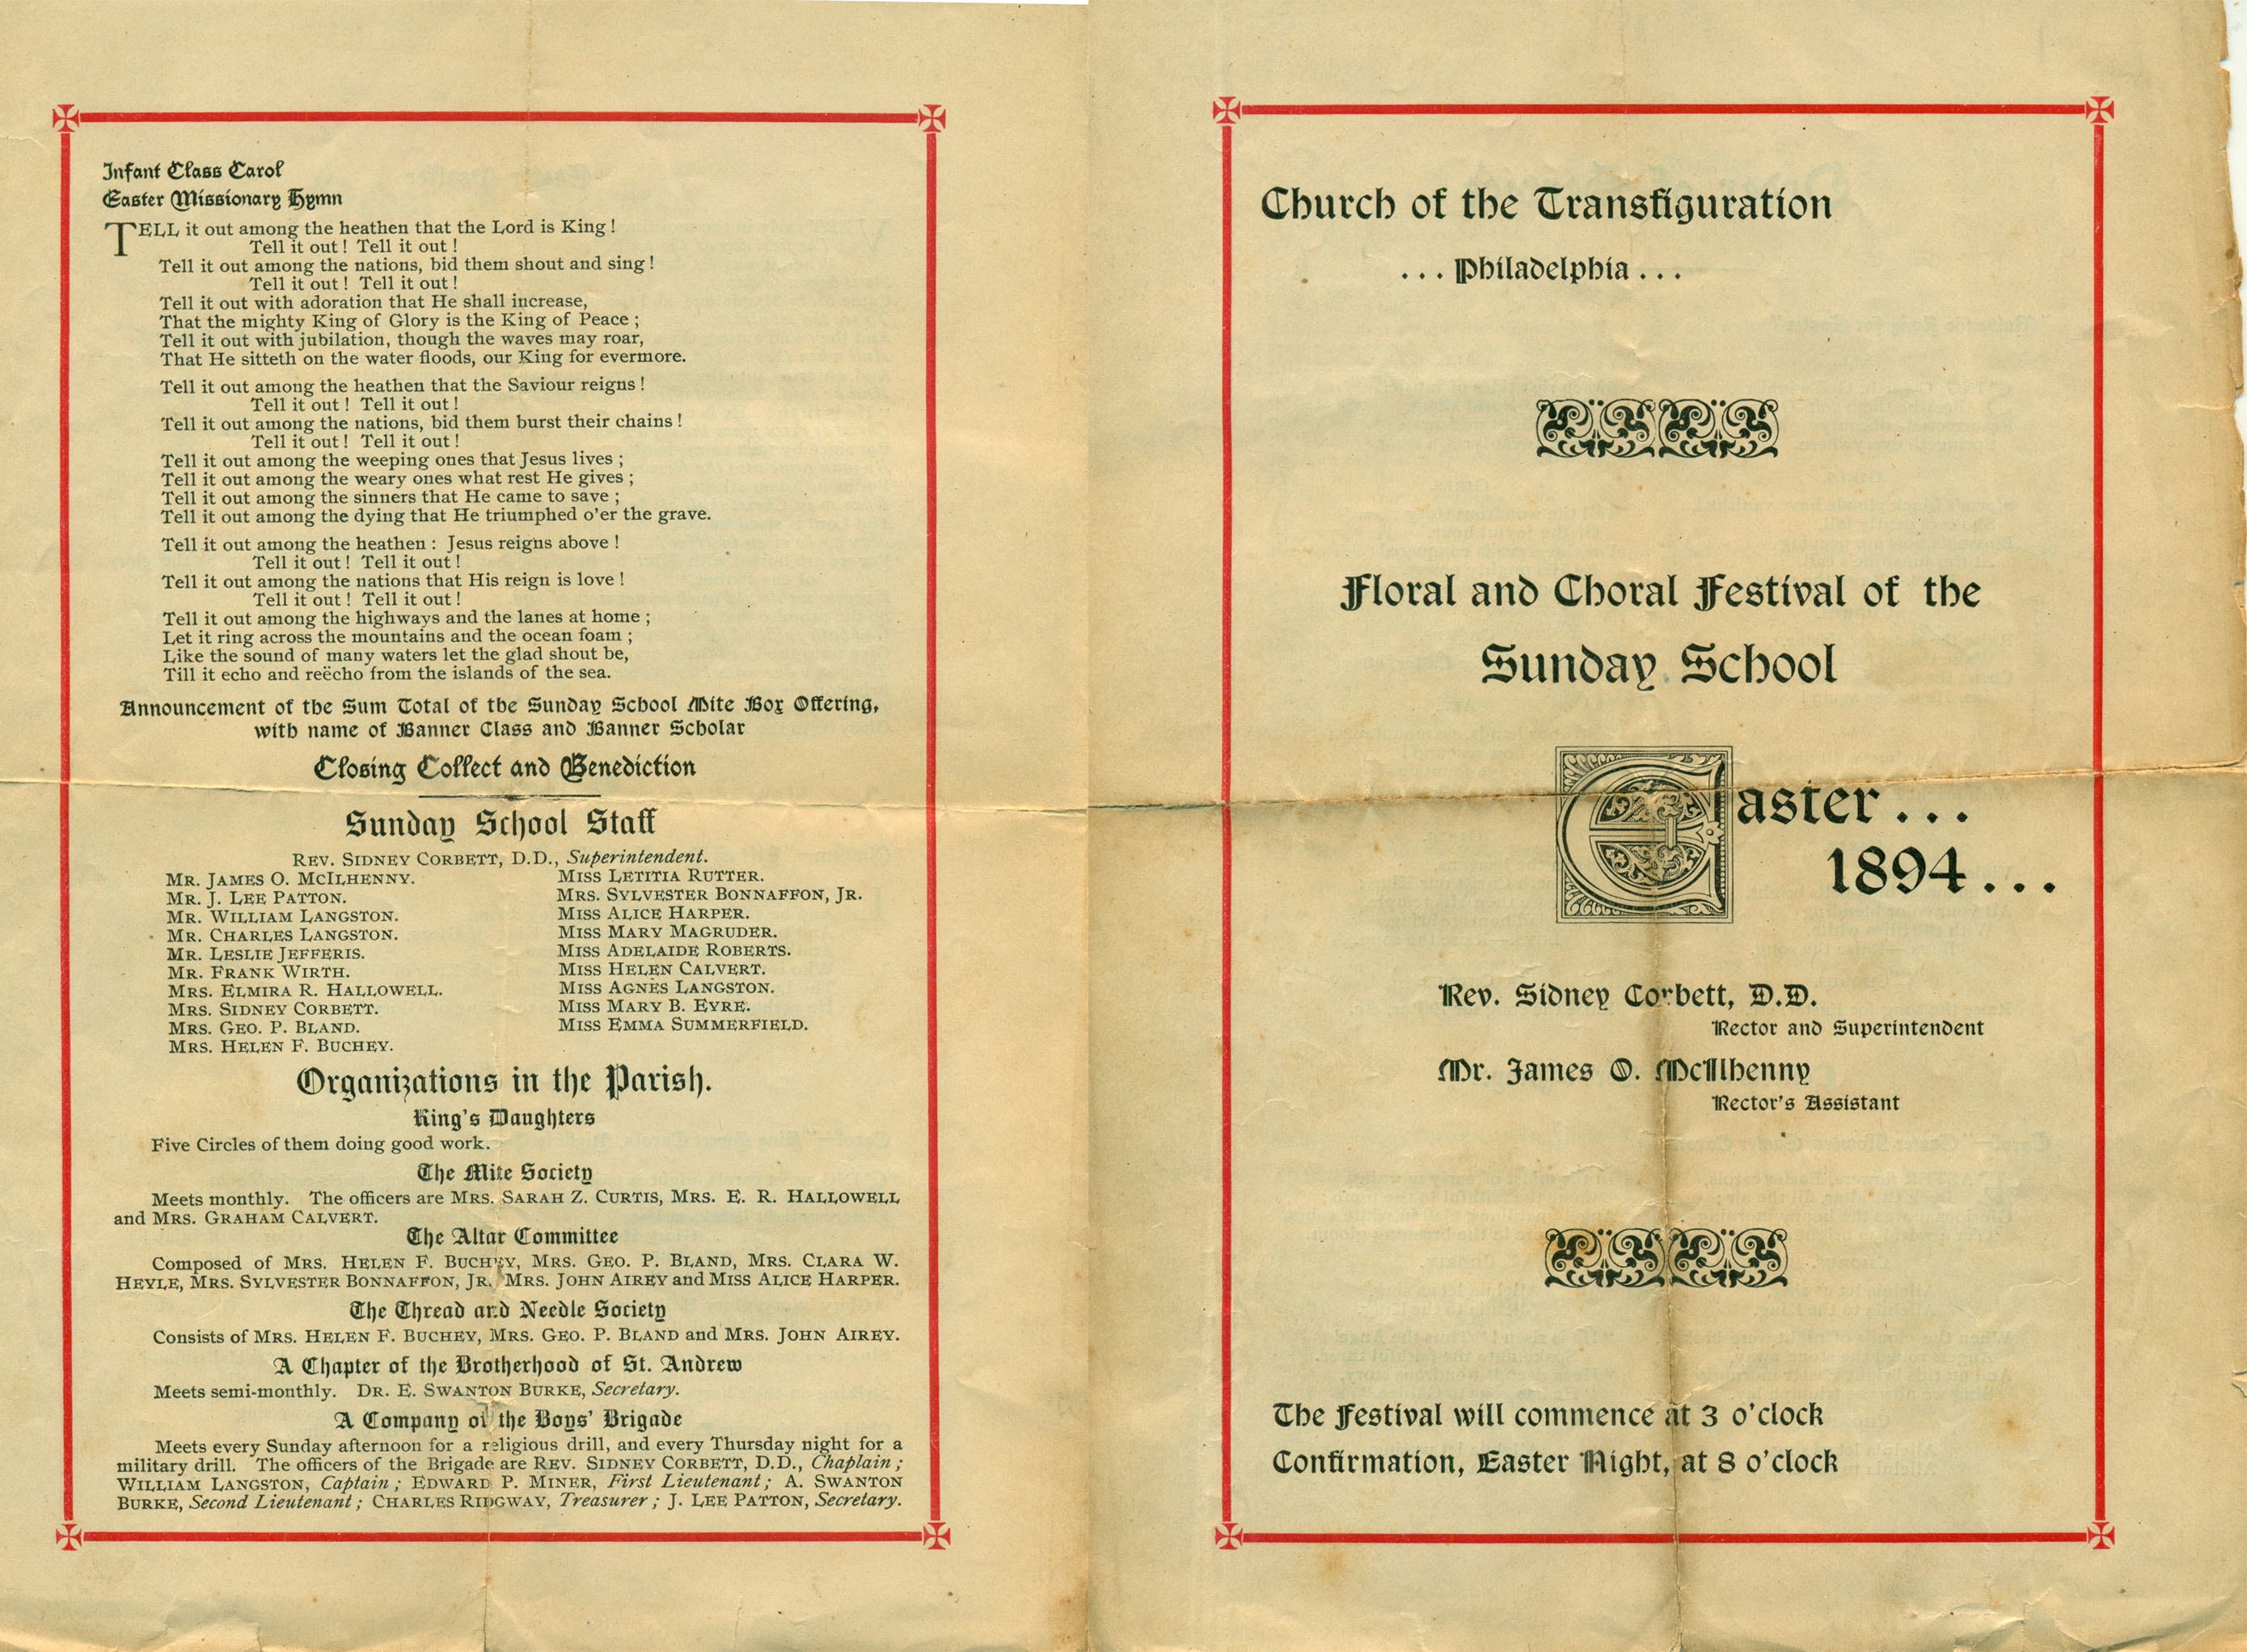 Infant Class Carol
Easter Missionary Hymn
TELL it out among the heathen that the Lord is King !
Tell it out ! Tell it out !
Tell it out among the nations, bid them shout and sing !
Tell it out ! Tell it out !
Tell it out with adoration that He shall increase,
That the mighty King of Glory is the King of Peace ;
Tell it out with jubilation, though the waves may roar,
That He sitteth on the water floods, our King for evermore.
Tell it out among the heathen that the Saviour reigns !
Tell it out ! Tell it out !
Tell it out among the nations, bid them burst their chains !
Tell it out ! Tell it out !
Tell it out among the weeping ones that Jesus lives ;
Tell it out among the weary ones what rest He gives ;
Tell it out among the sinners that He came to save ;
Tell it out among the dying that He triumphed o'er the grave.
Tell it out among the heathen : Jesus reigns above !
Tell it out ! Tell it out !
Tell it out among the nations that His reign is love !
Tell it out ! Tell it out !
Tell it out among the highways and the lanes at home ;
Let it ring across the mountains and the ocean foam ;
Like the sound of many waters let the glad shout be,
Till it echo and reëcho from the islands of the sea.
Announcement of the Sum Total of the Sunday School Mite Box Offering,
with name of Banner Class and Banner Scholar
Closing Collect and Benediction
Sunday School Staff
REV. SIDNEY CORBETT, D.D., Superintendent.
MR. JAMES O. MCILHENNY.
MR. J. LEE PATTON.
MR. WILLIAM LANGSTON.
MR. CHARLES LANGSTON.
MR. LESLIE JEFFERIS.
MR. FRANK WIRTH.
MRS. ELMIRA R. HALLOWELL.
MRS. SIDNEY CORBETT.
MRS. GEO. P. BLAND.
MRS. HELEN F. BUCHEY.
MISS LETITIA RUTTER.
MRS. SYLVESTER BONNAFFON, JR.
MISS ALICE HARPER.
MISS MARY MAGRUDER.
MISS ADELAIDE ROBERTS.
MISS HELEN CALVERT.
MISS AGNES LANGSTON.
MISS MARY B. EYRE.
MISS EMMA SUMMERFIELD.
Organizations in the Parish.
King's Daughters
Five Circles of them doing good work.
The Mite Society
Meets monthly. The officers are MRS. SARAH Z. CURTIS, MRS. E. R. HALLOWELL
and MRS. GRAHAM CALVERT.
The Altar Committee
Composed of MRS. HELEN F. BUCHEY, MRS. GEO. P. BLAND, MRS. CLARA W.
HEYLE, MRS. SYLVESTER BONNAFFON, JR. MRS. JOHN AIREY and MISS ALICE HARPER.
The Thread and Needle Society
Consists of MRS. HELEN F. BUCHEY, MRS. GEO. P. BLAND and MRS. JOHN AIREY.
A Chapter of the Brotherhood of St. Andrew
Meets semi-monthly. DR. E. SWANTON BURKE, Secretary.
A Company of the Boys' Brigade
Meets every Sunday afternoon for a religious drill, and every Thursday night for a
military drill. The officers of the Brigade are REV. SIDNEY CORBETT, D.D., Chaplain ;
WILLIAM LANGSTON, Captain ; EDWARD P. MINER, First Lieutenant ; A. SWANTON
BURKE, Second Lieutenant ; CHARLES RIDGWAY, Treasurer ; J. LEE PATTON, Secretary.
Church of the Transfiguration
... Philadelphia ...
Floral and Choral Festival of the
Sunday School
Easter ...
1894 ...
Rev. Sidney Corbett, D.D.
Rector and Superintendent
Mr. James O. McIlhenny
Rector's Assistant
The Festival will commence at 3 o'clock
Confirmation, Easter Night, at 8 o'clock